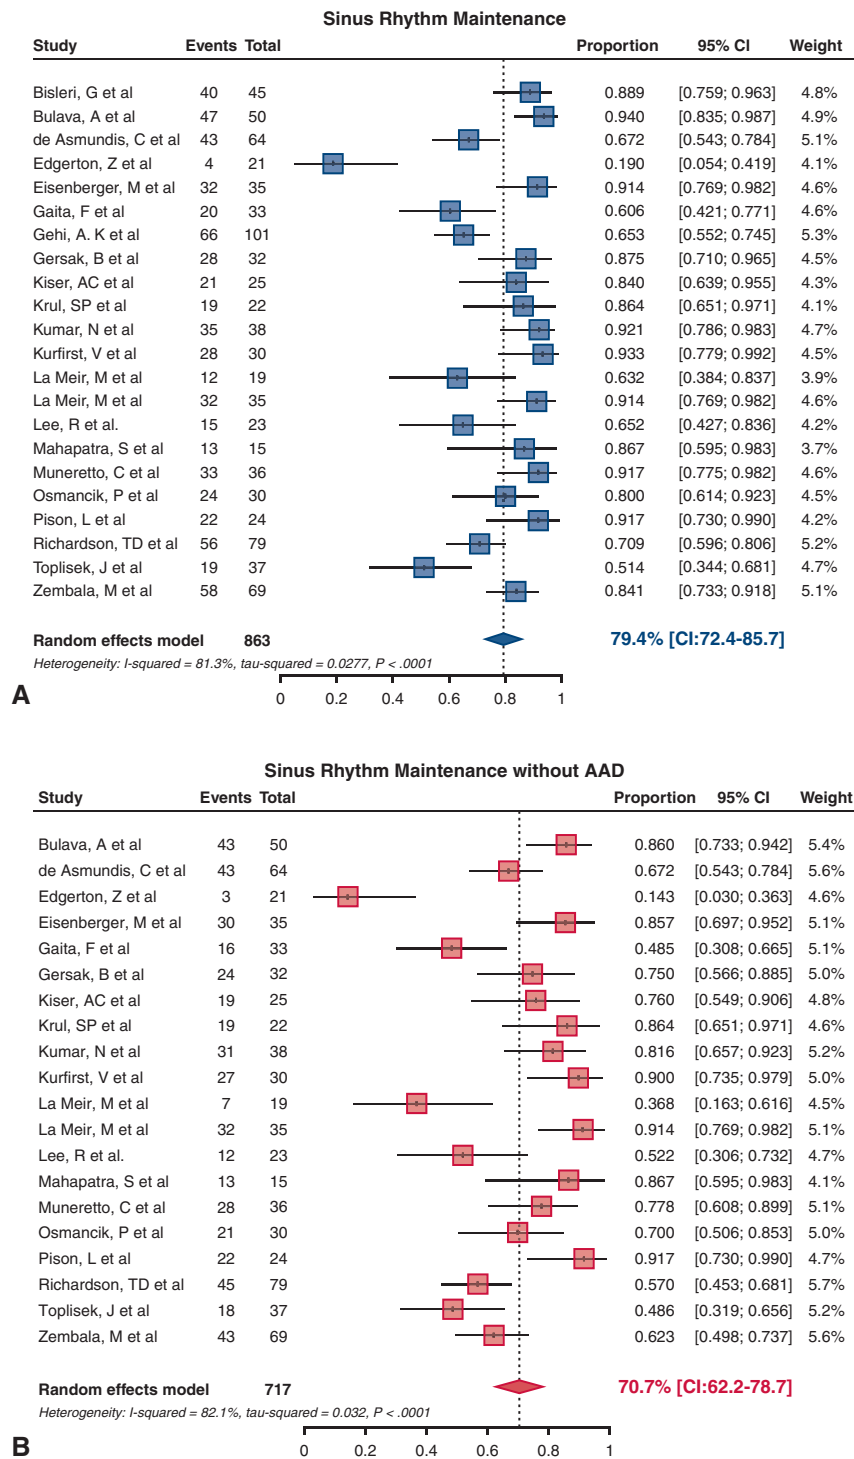 Sinus Rhythm Maintenance
Study Events Total Proportion 95% CI Weight
Bisleri, G et al 40 45 0.889 [0.759; 0.963] 4.8%
Bulava, A et al 47 50 0.940 [0.835; 0.987] 4.9%
de Asmundis, C et al 43 64 0.672 [0.543; 0.784] 5.1%
Edgerton, Z et al 4 21 0.190 [0.054; 0.419] 4.1%
Eisenberger, M et al 32 35 0.914 [0.769; 0.982] 4.6%
Gaita, F et al 20 33 0.606 [0.421; 0.771] 4.6%
Gehi, A. K et al 66 101 0.653 [0.552; 0.745] 5.3%
Gersak, B et al 28 32 0.875 [0.710; 0.965] 4.5%
Kiser, AC et al 21 25 0.840 [0.639; 0.955] 4.3%
Krul, SP et al 19 22 0.864 [0.651; 0.971] 4.1%
Kumar, N et al 35 38 0.921 [0.786; 0.983] 4.7%
Kurfirst, V et al 28 30 0.933 [0.779; 0.992] 4.5%
La Meir, M et al 12 19 0.632 [0.384; 0.837] 3.9%
La Meir, M et al 32 35 0.914 [0.769; 0.982] 4.6%
Lee, R et al. 15 23 0.652 [0.427; 0.836] 4.2%
Mahapatra, S et al 13 15 0.867 [0.595; 0.983] 3.7%
Muneretto, C et al 33 36 0.917 [0.775; 0.982] 4.6%
Osmancik, P et al 24 30 0.800 [0.614; 0.923] 4.5%
Pison, L et al 22 24 0.917 [0.730; 0.990] 4.2%
Richardson, TD et al 56 79 0.709 [0.596; 0.806] 5.2%
Toplisek, J et al 19 37 0.514 [0.344; 0.681] 4.7%
Zembala, M et al 58 69 0.841 [0.733; 0.918] 5.1%
Random effects model 863 79.4% [CI:72.4-85.7]
Heterogeneity: I-squared = 81.3%, tau-squared = 0.0277, P < .0001
0 0.2 0.4 0.6 0.8 1
A
Sinus Rhythm Maintenance without AAD
Study Events Total Proportion 95% CI Weight
Bulava, A et al 43 50 0.860 [0.733; 0.942] 5.4%
de Asmundis, C et al 43 64 0.672 [0.543; 0.784] 5.6%
Edgerton, Z et al 3 21 0.143 [0.030; 0.363] 4.6%
Eisenberger, M et al 30 35 0.857 [0.697; 0.952] 5.1%
Gaita, F et al 16 33 0.485 [0.308; 0.665] 5.1%
Gersak, B et al 24 32 0.750 [0.566; 0.885] 5.0%
Kiser, AC et al 19 25 0.760 [0.549; 0.906] 4.8%
Krul, SP et al 19 22 0.864 [0.651; 0.971] 4.6%
Kumar, N et al 31 38 0.816 [0.657; 0.923] 5.2%
Kurfirst, V et al 27 30 0.900 [0.735; 0.979] 5.0%
La Meir, M et al 7 19 0.368 [0.163; 0.616] 4.5%
La Meir, M et al 32 35 0.914 [0.769; 0.982] 5.1%
Lee, R et al. 12 23 0.522 [0.306; 0.732] 4.7%
Mahapatra, S et al 13 15 0.867 [0.595; 0.983] 4.1%
Muneretto, C et al 28 36 0.778 [0.608; 0.899] 5.1%
Osmancik, P et al 21 30 0.700 [0.506; 0.853] 5.0%
Pison, L et al 22 24 0.917 [0.730; 0.990] 4.7%
Richardson, TD et al 45 79 0.570 [0.453; 0.681] 5.7%
Toplisek, J et al 18 37 0.486 [0.319; 0.656] 5.2%
Zembala, M et al 43 69 0.623 [0.498; 0.737] 5.6%
Random effects model 717 70.7% [CI:62.2-78.7]
Heterogeneity: I-squared = 82.1%, tau-squared = 0.032, P < .0001
0 0.2 0.4 0.6 0.8 1
B